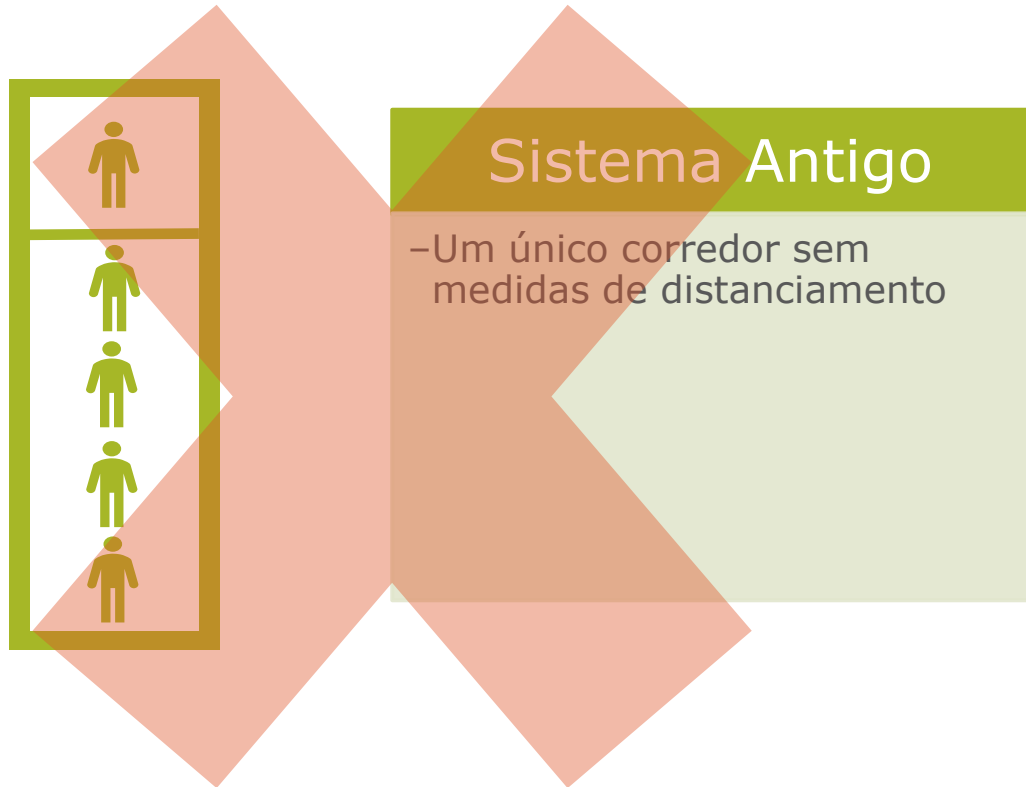 Sistema Antigo
–Um único corredor sem
medidas de distanciamento